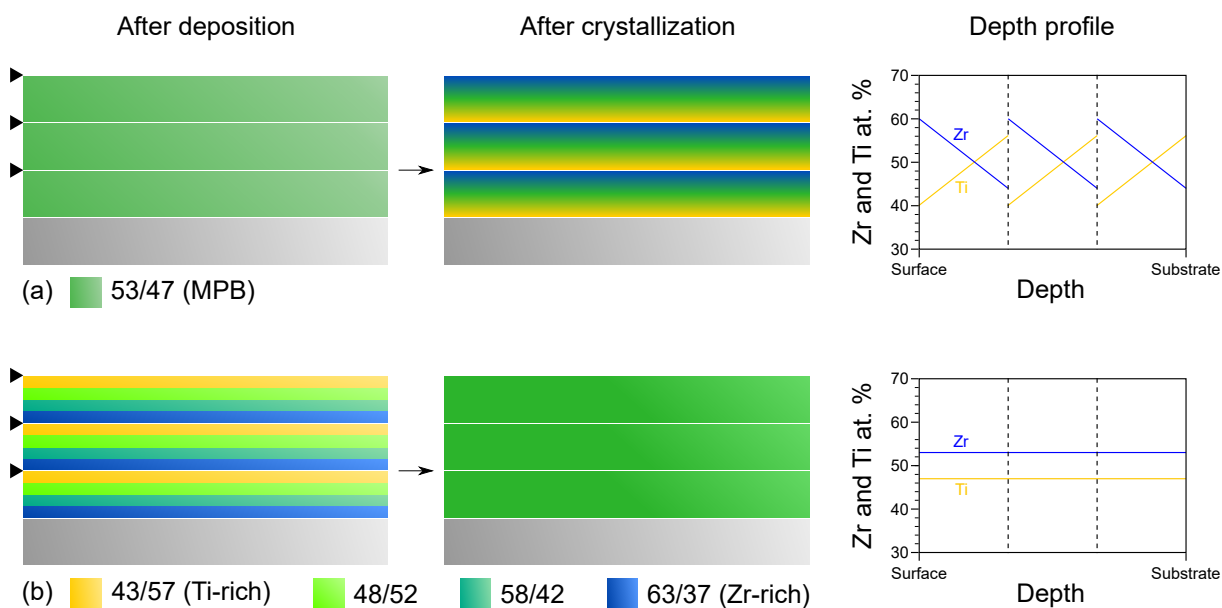 After deposition
After crystallization
Depth profile
Zr and Ti at. %
70
60
50
40
30
Zr
Ti
Surface
Substrate
Depth
(a)
53/47 (MPB)
Zr and Ti at. %
70
60
50
40
30
Zr
Ti
Surface
Substrate
Depth
(b)
43/57 (Ti-rich)
48/52
58/42
63/37 (Zr-rich)